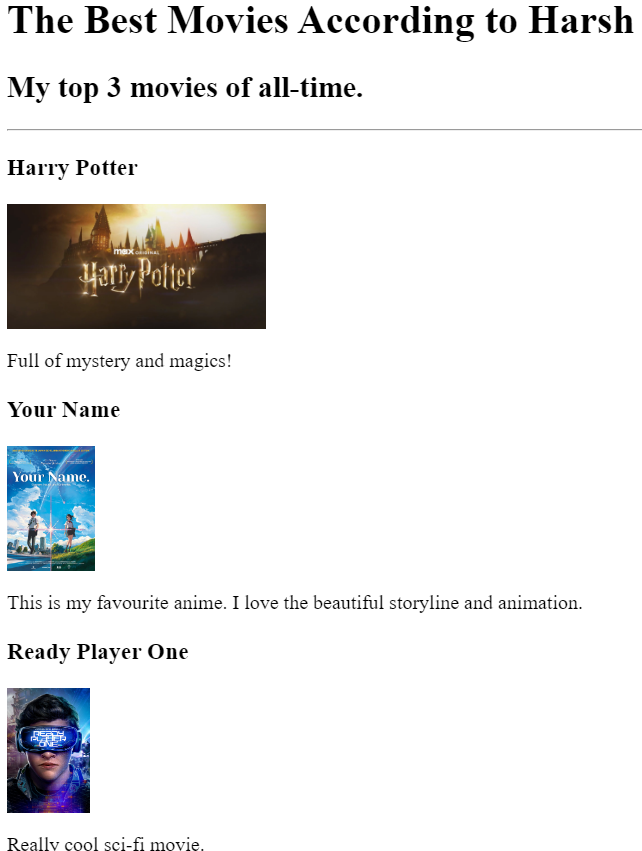 The Best Movies According to Harsh
My top 3 movies of all-time.
Harry Potter
max ORIGINAL
Harry Potter
Full of mystery and magics!
Your Name
Your Name.
This is my favourite anime. I love the beautiful storyline and animation.
Ready Player One
READY
PLAYER
ONE
Really cool sci-fi movie.